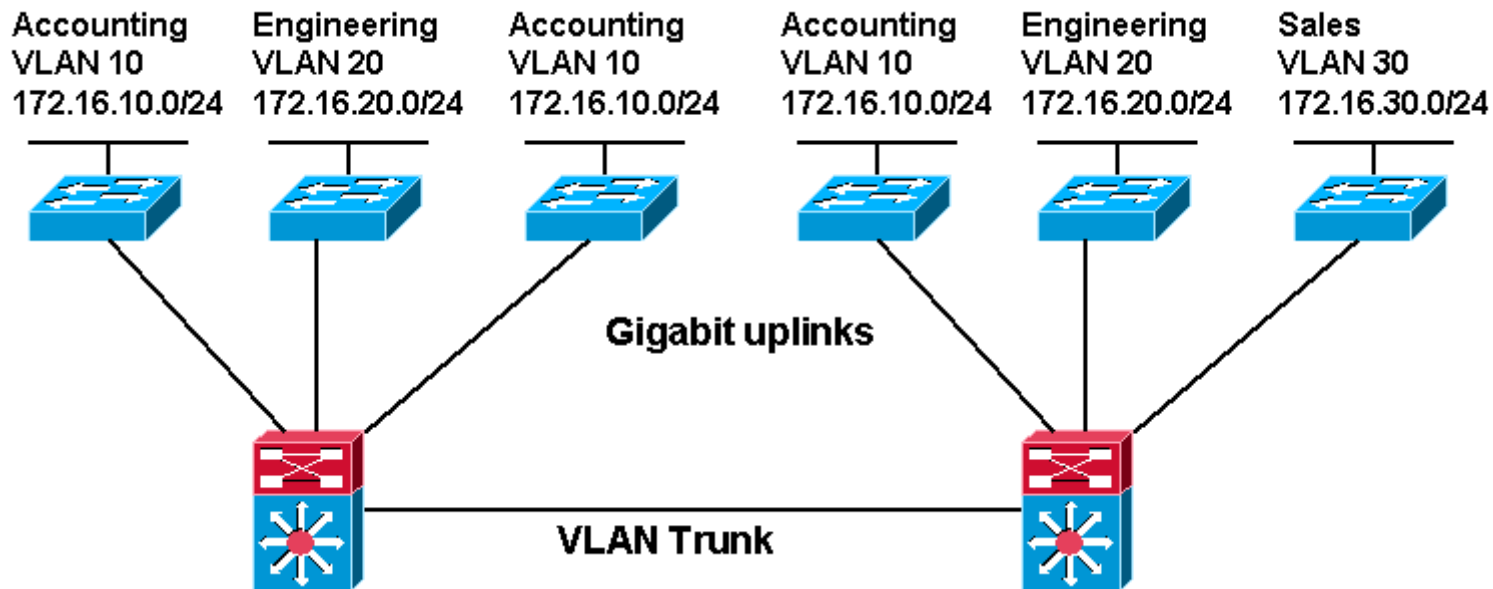 Accounting
VLAN 10
172.16.10.0/24
Engineering
VLAN 20
172.16.20.0/24
Accounting
VLAN 10
172.16.10.0/24
Accounting
VLAN 10
172.16.10.0/24
Engineering
VLAN 20
172.16.20.0/24
Sales
VLAN 30
172.16.30.0/24
Gigabit uplinks
VLAN Trunk